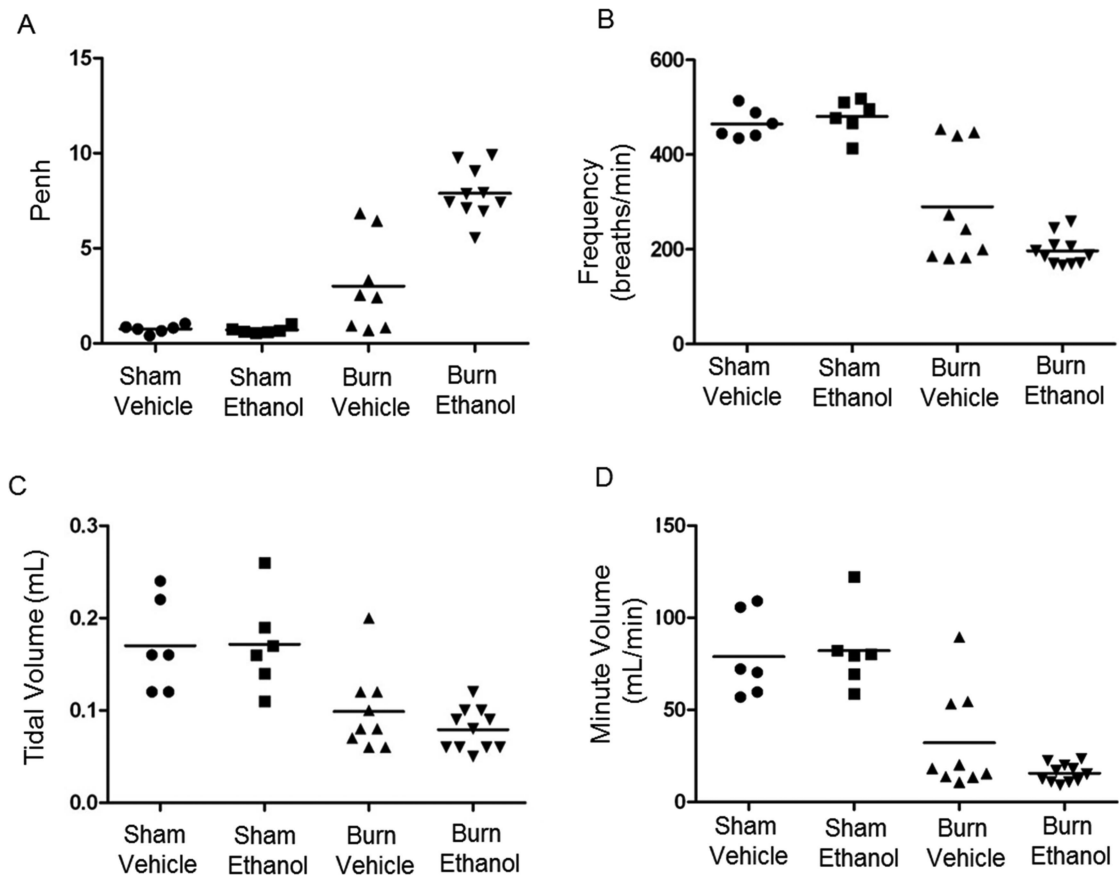 A
Penh
15
10
5
0
Sham
Vehicle
Sham
Ethanol
Burn
Vehicle
Burn
Ethanol
B
Frequency
(breaths/min)
600
400
200
0
Sham
Vehicle
Sham
Ethanol
Burn
Vehicle
Burn
Ethanol
C
Tidal Volume (mL)
0.3
0.2
0.1
0.0
Sham
Vehicle
Sham
Ethanol
Burn
Vehicle
Burn
Ethanol
D
Minute Volume
(mL/min)
150
100
50
0
Sham
Vehicle
Sham
Ethanol
Burn
Vehicle
Burn
Ethanol